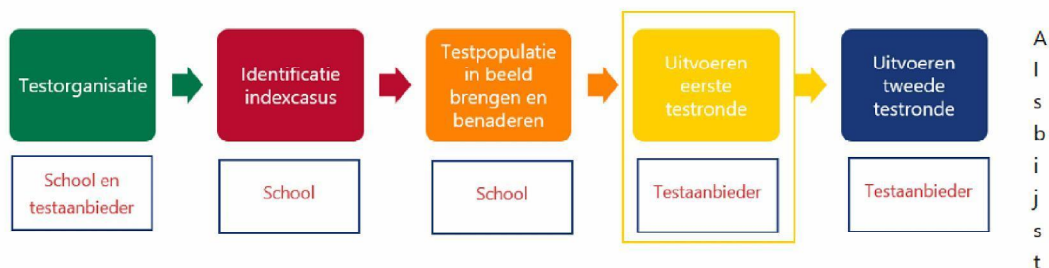 Testorganisatie
Identificatie
indexcasus
Testpopulatie
in beeld
brengen en
benaderen
Uitvoeren
eerste
testronde
Uitvoeren
tweede
testronde
School en
testaanbieder
School
School
Testaanbieder
Testaanbieder
A
l
s
b
i
j
s
t